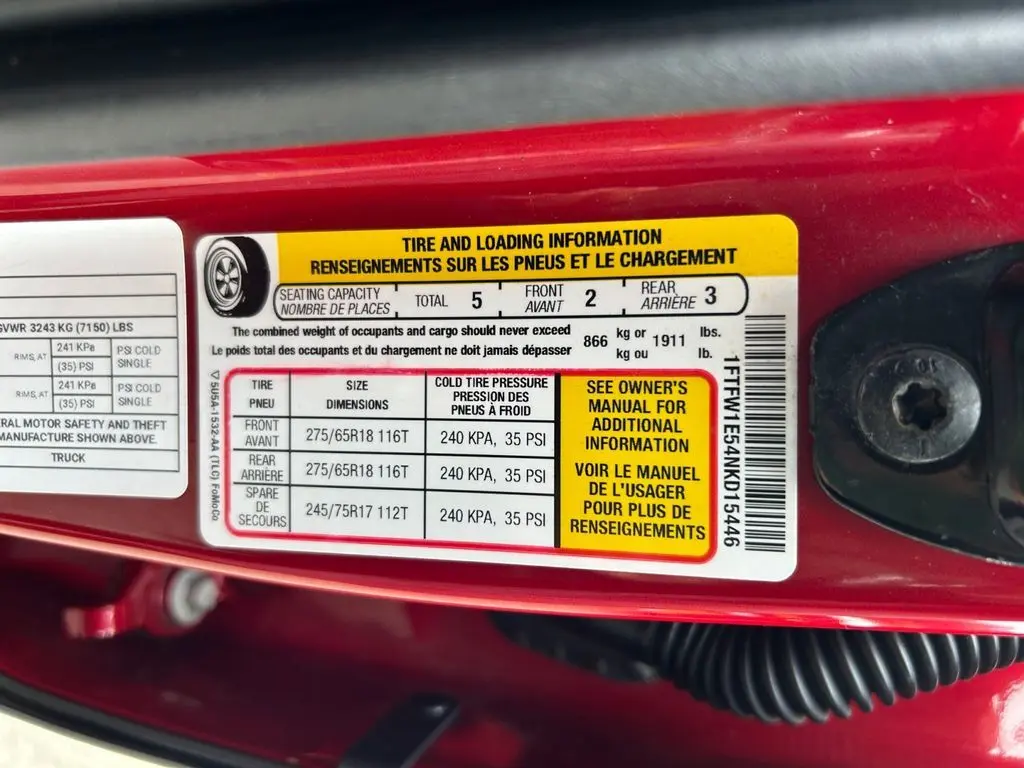 GVWR 3243 KG (7150) LBS
RIMS, AT 241 KPa PSI COLD
(35) PSI SINGLE
RIMS, AT 241 KPa PSI COLD
(35) PSI SINGLE
ERAL MOTOR SAFETY AND THEFT
MANUFACTURE SHOWN ABOVE.
TRUCK
TIRE AND LOADING INFORMATION
RENSEIGNEMENTS SUR LES PNEUS ET LE CHARGEMENT
SEATING CAPACITY
NOMBRE DE PLACES
TOTAL 5
FRONT
AVANT 2
REAR
ARRIÈRE 3
The combined weight of occupants and cargo should never exceed
Le poids total des occupants et du chargement ne doit jamais dépasser
866 kg or 1911 lbs.
kg ou lb.
TIRE
PNEU
SIZE
DIMENSIONS
COLD TIRE PRESSURE
PRESSION DES
PNEUS À FROID
FRONT
AVANT
275/65R18 116T
240 KPA, 35 PSI
REAR
ARRIÈRE
275/65R18 116T
240 KPA, 35 PSI
SPARE
DE
SECOURS
245/75R17 112T
240 KPA, 35 PSI
SEE OWNER'S
MANUAL FOR
ADDITIONAL
INFORMATION
VOIR LE MANUEL
DE L'USAGER
POUR PLUS DE
RENSEIGNEMENTS
▽5U5A-1532-AA (TLC) FoMoCo
1FTFW1E54NKD15446